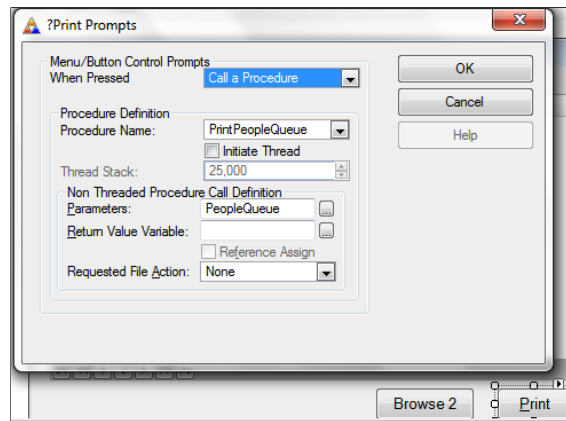 ?Print Prompts
X
Menu/Button Control Prompts
When Pressed
Call a Procedure
OK
Cancel
Help
Procedure Definition
Procedure Name:
PrintPeopleQueue
Initiate Thread
Thread Stack:
25,000
Non Threaded Procedure Call Definition
Parameters:
PeopleQueue
...
Return Value Variable:
...
Reference Assign
Requested File Action:
None
Browse 2
Print